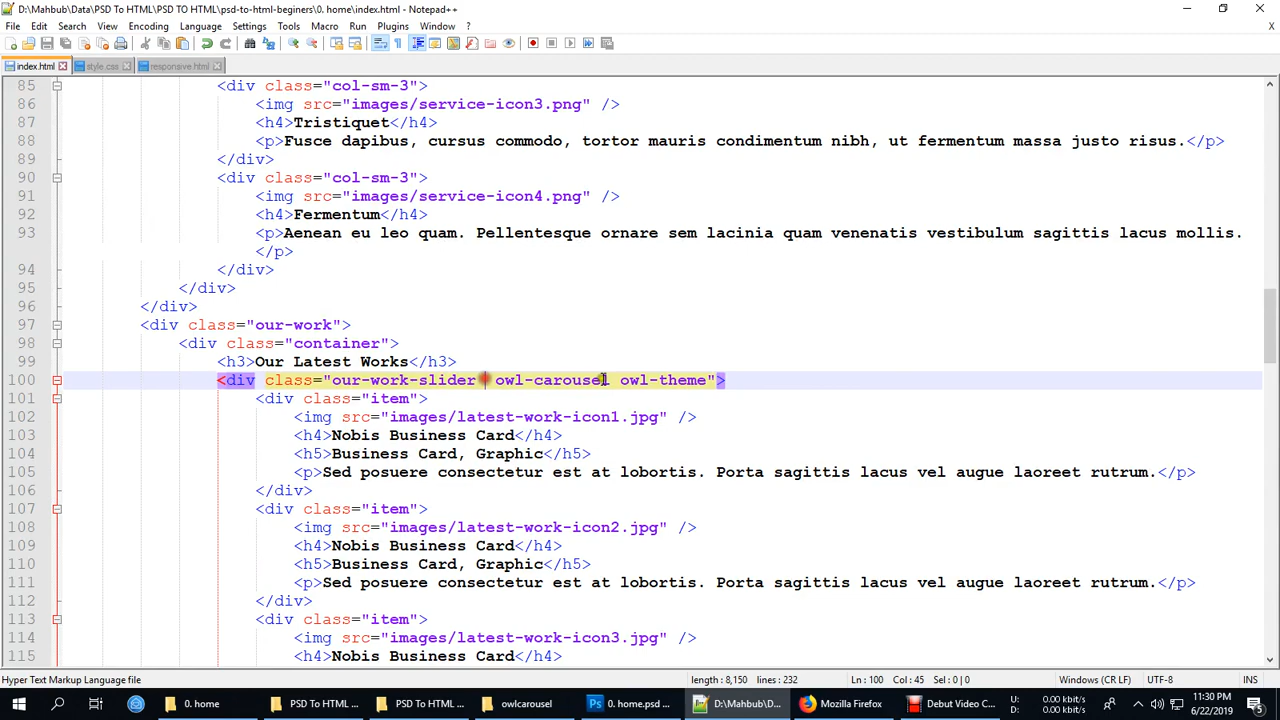 D:\Mahbub\Data\PSD TO HTML\PSD TO HTML\psd-to-html-beginers\0. home\index.html - Notepad++
File Edit Search View Encoding Language Settings Tools Macro Run Plugins Window ? X
index.html style.css responsive.html
85 <div class="col-sm-3">
86 <img src="images/service-icon3.png" />
87 <h4>Tristiquet</h4>
88 <p>Fusce dapibus, cursus commodo, tortor mauris condimentum nibh, ut fermentum massa justo risus.</p>
89 </div>
90 <div class="col-sm-3">
91 <img src="images/service-icon4.png" />
92 <h4>Fermentum</h4>
93 <p>Aenean eu leo quam. Pellentesque ornare sem lacinia quam venenatis vestibulum sagittis lacus mollis.
</p>
94 </div>
95 </div>
96 </div>
97 <div class="our-work">
98 <div class="container">
99 <h3>Our Latest Works</h3>
100 <div class="our-work-slider owl-carousel owl-theme">
101 <div class="item">
102 <img src="images/latest-work-icon1.jpg" />
103 <h4>Nobis Business Card</h4>
104 <h5>Business Card, Graphic</h5>
105 <p>Sed posuere consectetur est at lobortis. Porta sagittis lacus vel augue laoreet rutrum.</p>
106 </div>
107 <div class="item">
108 <img src="images/latest-work-icon2.jpg" />
109 <h4>Nobis Business Card</h4>
110 <h5>Business Card, Graphic</h5>
111 <p>Sed posuere consectetur est at lobortis. Porta sagittis lacus vel augue laoreet rutrum.</p>
112 </div>
113 <div class="item">
114 <img src="images/latest-work-icon3.jpg" />
115 <h4>Nobis Business Card</h4>
Hyper Text Markup Language file length : 8,150 lines : 232 Ln : 100 Col : 45 Sel : 0 | 0 Windows (CR LF) UTF-8 INS
0. home PSD To HTML ... PSD To HTML ... owlcarousel 0. home.psd ... D:\Mahbub\D... Mozilla Firefox Debut Video C... U: 0.00 kbit/s D: 0.00 kbit/s 11:30 PM 6/22/2019